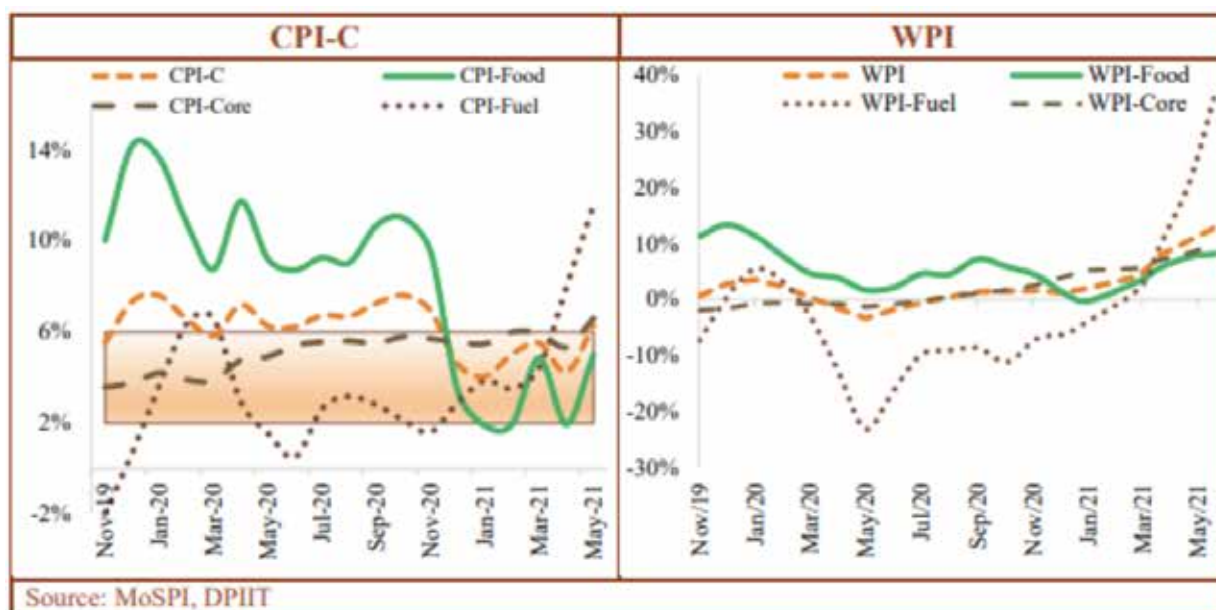 CPI-C
WPI
CPI-C
CPI-Food
CPI-Core
CPI-Fuel
14%
10%
6%
2%
-2%
Nov-19
Jan-20
Mar-20
May-20
Jul-20
Sep-20
Nov-20
Jan-21
Mar-21
May-21
WPI
WPI-Food
WPI-Fuel
WPI-Core
40%
30%
20%
10%
0%
-10%
-20%
-30%
Nov/19
Jan/20
Mar/20
May/20
Jul/20
Sep/20
Nov/20
Jan/21
Mar/21
May/21
Source: MoSPI, DPIIT